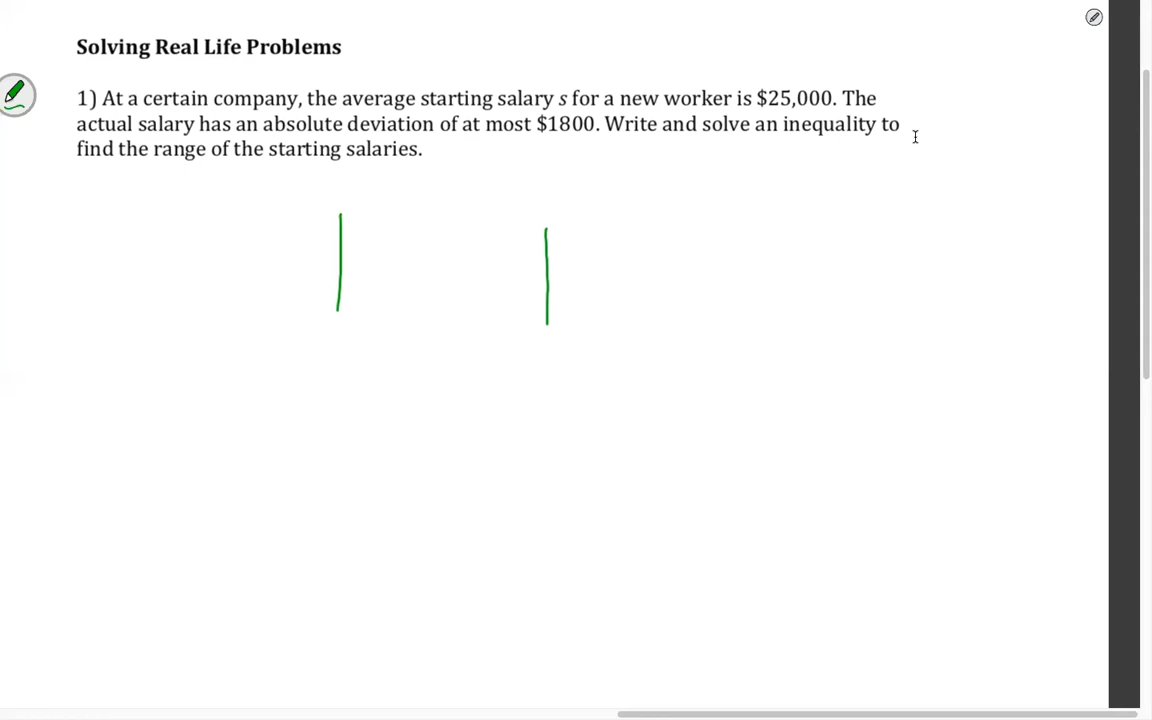 Solving Real Life Problems
1) At a certain company, the average starting salary s for a new worker is $25,000. The
actual salary has an absolute deviation of at most $1800. Write and solve an inequality to
find the range of the starting salaries.
| |